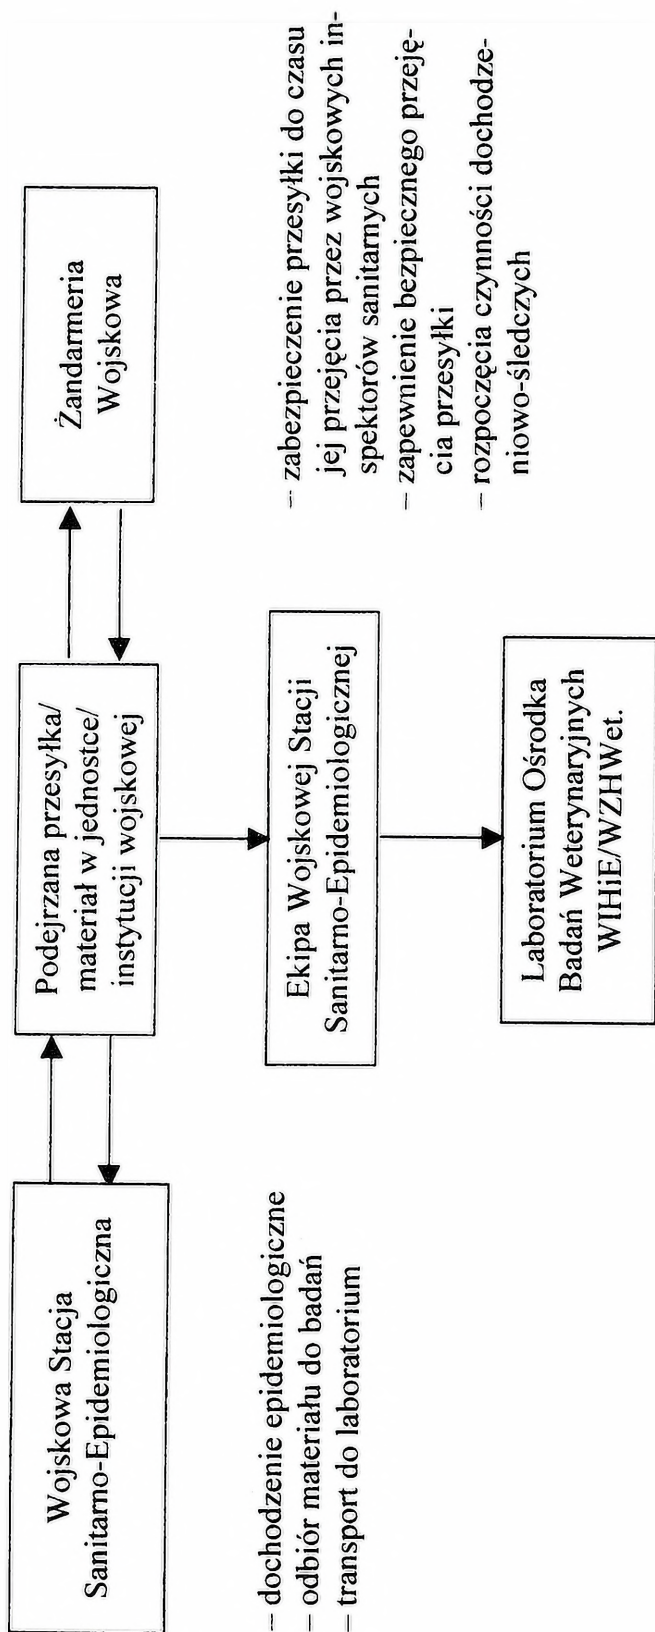 Wojskowa Stacja
Sanitarno-Epidemiologiczna
– dochodzenie epidemiologiczne
– odbiór materiału do badań
– transport do laboratorium
Podejrzana przesyłka/
materiał w jednostce/
instytucji wojskowej
Ekipa Wojskowej Stacji
Sanitarno-Epidemiologicznej
Laboratorium Ośrodka
Badań Weterynaryjnych
WIHiE/WZHWet.
Żandarmeria
Wojskowa
– zabezpieczenie przesyłki do czasu
jej przejęcia przez wojskowych in-
spektorów sanitarnych
– zapewnienie bezpiecznego przeję-
cia przesyłki
– rozpoczęcia czynności dochodze-
niowo-śledczych